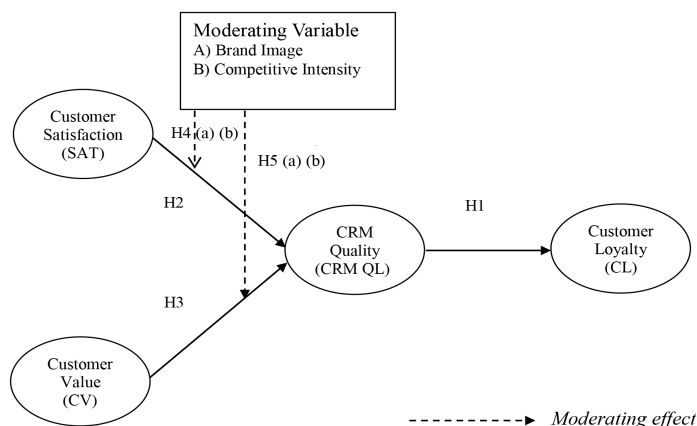 Moderating Variable
A) Brand Image
B) Competitive Intensity
Customer
Satisfaction
(SAT)
H4 (a) (b)
H5 (a) (b)
H2
H1
CRM
Quality
(CRM QL)
Customer
Loyalty
(CL)
H3
Customer
Value
(CV)
Moderating effect